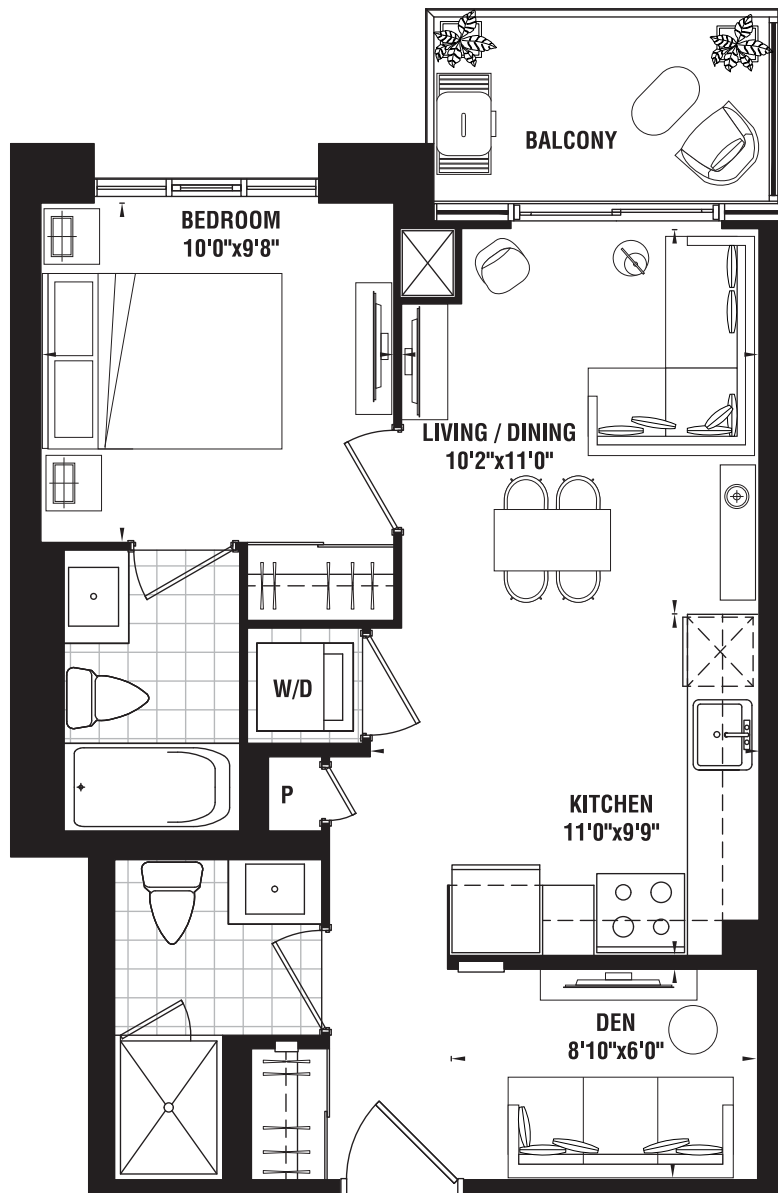 BALCONY
BEDROOM
10'0"x9'8"
LIVING / DINING
10'2"x11'0"
W/D
P
KITCHEN
11'0"x9'9"
DEN
8'10"x6'0"